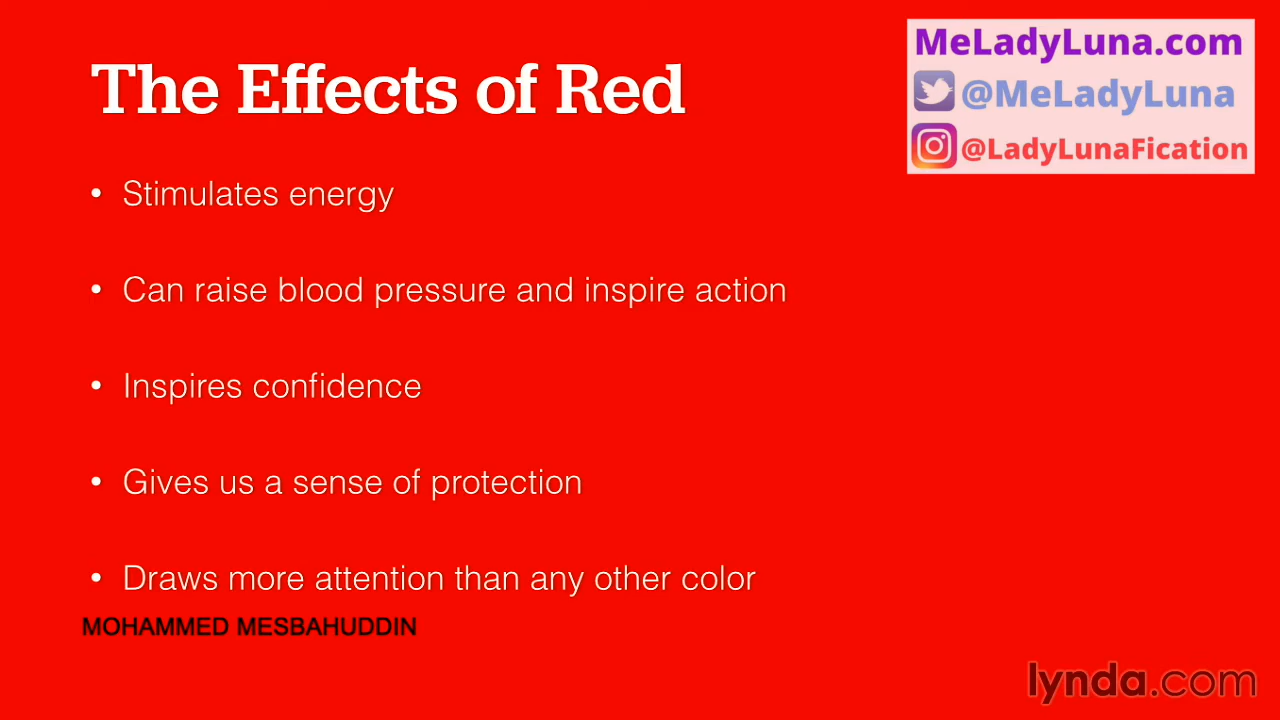 The Effects of Red
MeLadyLuna.com
@MeLadyLuna
@LadyLunaFication
• Stimulates energy
• Can raise blood pressure and inspire action
• Inspires confidence
• Gives us a sense of protection
• Draws more attention than any other color
MOHAMMED MESBAHUDDIN
lynda.com